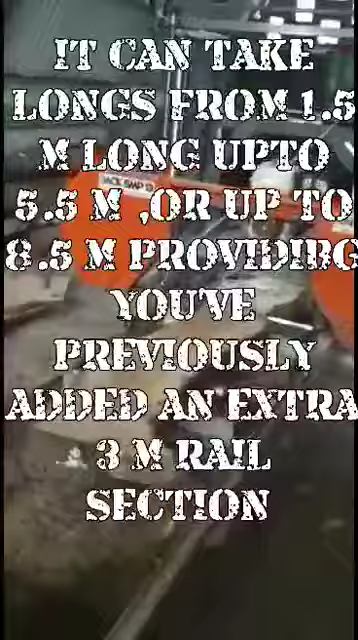 IT CAN TAKE
LONGS FROM 1.5
M LONG UPTO
5.5 M ,OR UP TO
8.5 M PROVIDING
YOU'VE
PREVIOUSLY
ADDED AN EXTRA
3 M RAIL
SECTION